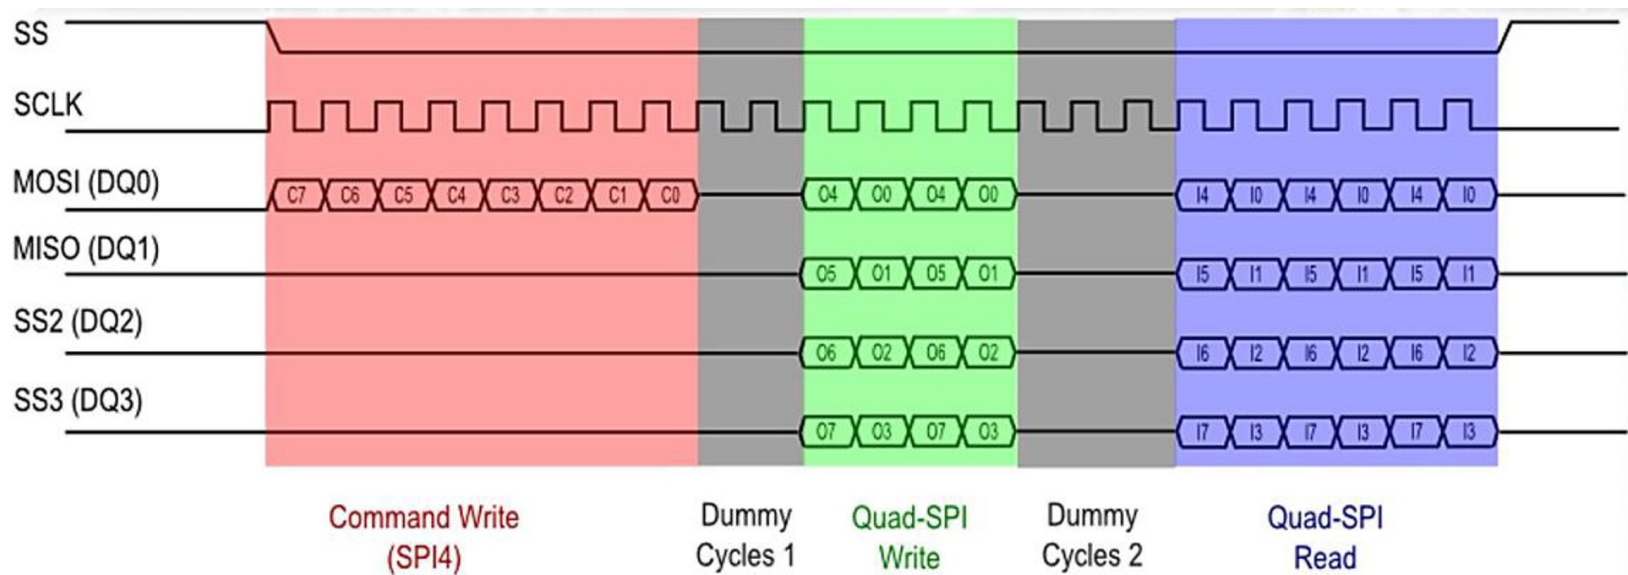 SS
SCLK
MOSI (DQ0) C7 C6 C5 C4 C3 C2 C1 C0 O4 O0 O4 O0 I4 I0 I4 I0 I4 I0
MISO (DQ1) O5 O1 O5 O1 I5 I1 I5 I1 I5 I1
SS2 (DQ2) O6 O2 O6 O2 I6 I2 I6 I2 I6 I2
SS3 (DQ3) O7 O3 O7 O3 I7 I3 I7 I3 I7 I3
Command Write Dummy Quad-SPI Dummy Quad-SPI
(SPI4) Cycles 1 Write Cycles 2 Read